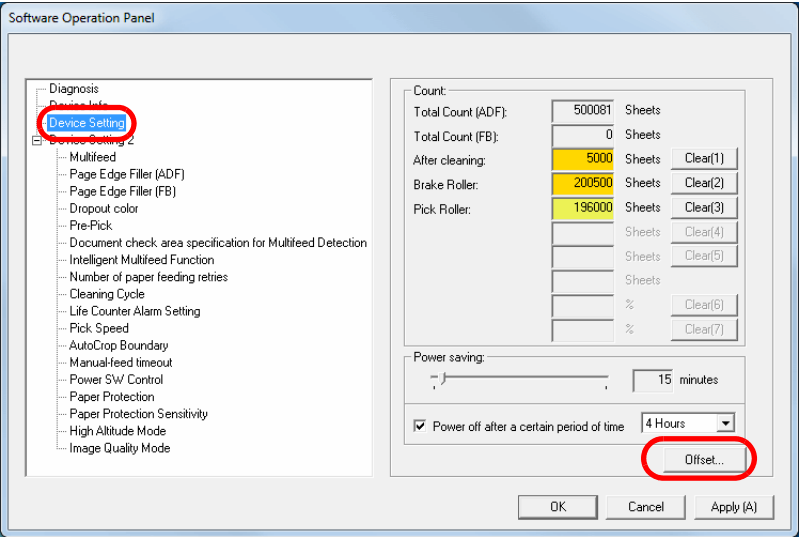 Software Operation Panel
Diagnosis
Device Info
Device Setting
Device Setting 2
Multifeed
Page Edge Filler (ADF)
Page Edge Filler (FB)
Dropout color
Pre-Pick
Document check area specification for Multifeed Detection
Intelligent Multifeed Function
Number of paper feeding retries
Cleaning Cycle
Life Counter Alarm Setting
Pick Speed
AutoCrop Boundary
Manual-feed timeout
Power SW Control
Paper Protection
Paper Protection Sensitivity
High Altitude Mode
Image Quality Mode
Count:
Total Count (ADF): 500081 Sheets
Total Count (FB): 0 Sheets
After cleaning: 5000 Sheets Clear(1)
Brake Roller: 200500 Sheets Clear(2)
Pick Roller: 196000 Sheets Clear(3)
Sheets Clear(4)
Sheets Clear(5)
Sheets
% Clear(6)
% Clear(7)
Power saving:
15 minutes
Power off after a certain period of time 4 Hours
Offset...
OK Cancel Apply (A)